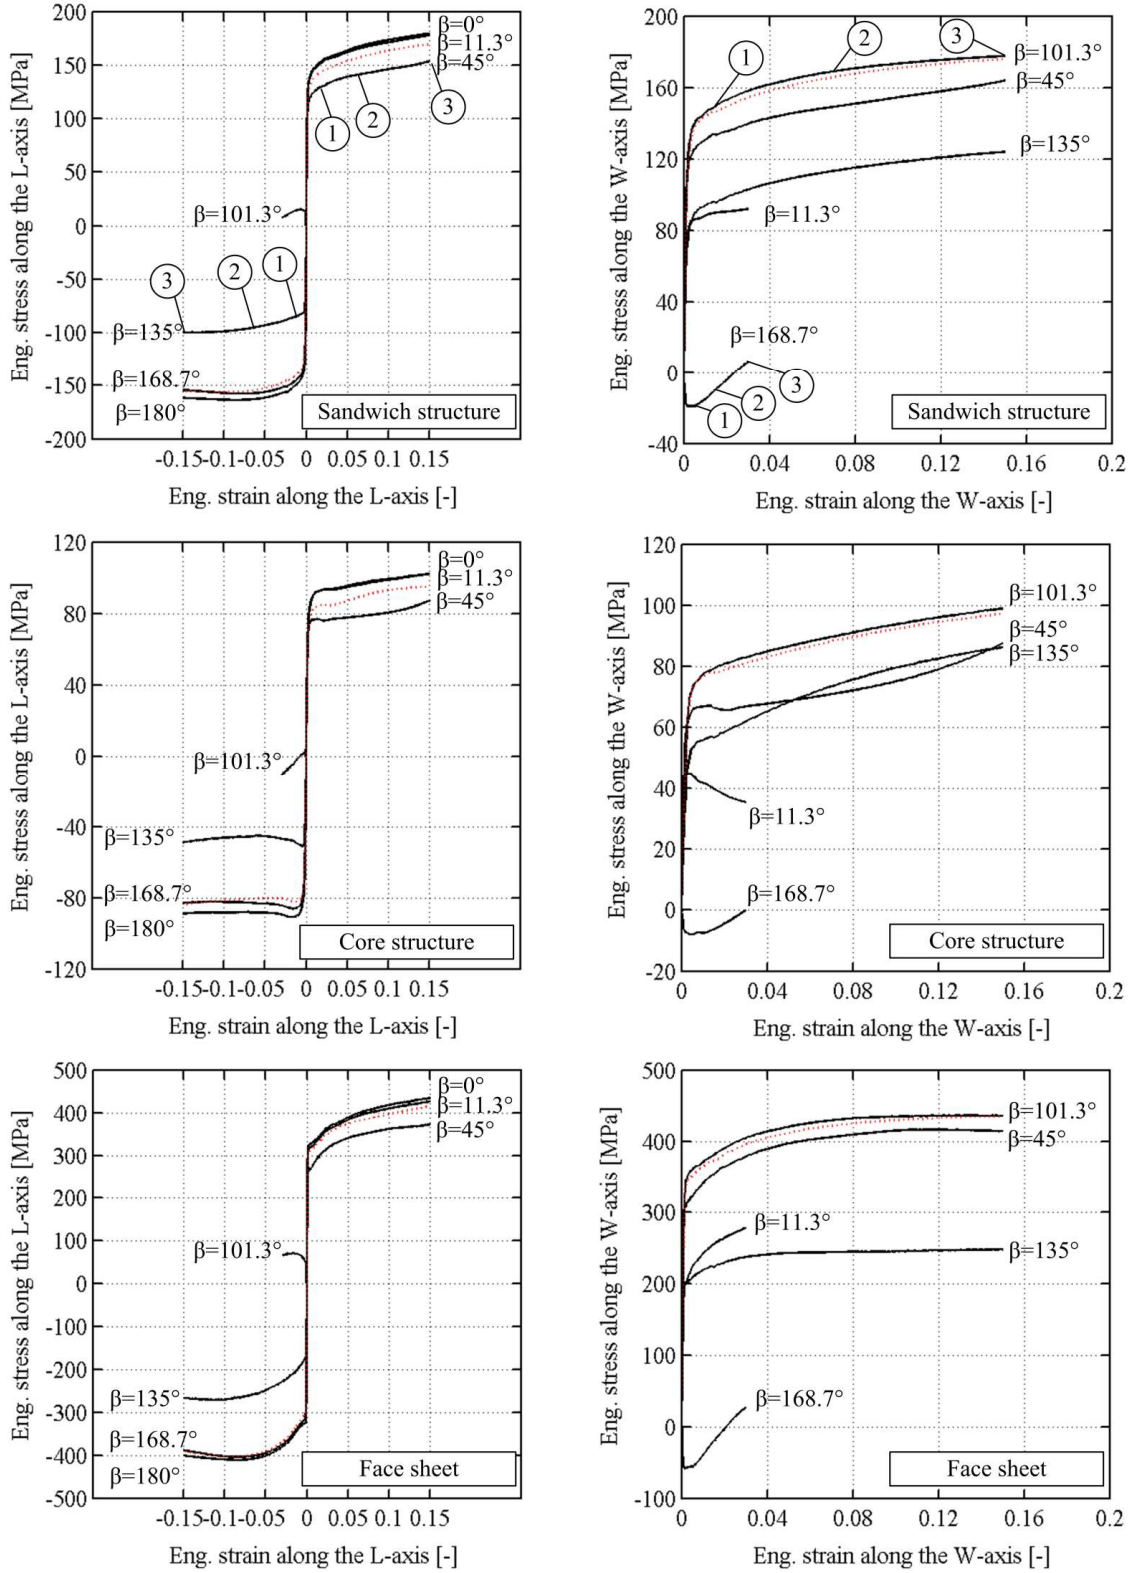 200
150
100
50
0
-50
-100
-150
-200
Eng. stress along the L-axis [MPa]
β=0°
β=11.3°
β=45°
1
2
3
β=101.3°
3
2
1
β=135°
β=168.7°
β=180°
Sandwich structure
-0.15-0.1-0.05 0 0.05 0.1 0.15
Eng. strain along the L-axis [-]
200
160
120
80
40
0
-40
Eng. stress along the W-axis [MPa]
1
2
3
β=101.3°
β=45°
β=135°
β=11.3°
β=168.7°
1
2
3
Sandwich structure
0 0.04 0.08 0.12 0.16 0.2
Eng. strain along the W-axis [-]
120
80
40
0
-40
-80
-120
Eng. stress along the L-axis [MPa]
β=0°
β=11.3°
β=45°
β=101.3°
β=135°
β=168.7°
β=180°
Core structure
-0.15-0.1-0.05 0 0.05 0.1 0.15
Eng. strain along the L-axis [-]
120
100
80
60
40
20
0
-20
Eng. stress along the W-axis [MPa]
β=101.3°
β=45°
β=135°
β=11.3°
β=168.7°
Core structure
0 0.04 0.08 0.12 0.16 0.2
Eng. strain along the W-axis [-]
500
400
300
200
100
0
-100
-200
-300
-400
-500
Eng. stress along the L-axis [MPa]
β=0°
β=11.3°
β=45°
β=101.3°
β=135°
β=168.7°
β=180°
Face sheet
-0.15-0.1-0.05 0 0.05 0.1 0.15
Eng. strain along the L-axis [-]
500
400
300
200
100
0
-100
Eng. stress along the W-axis [MPa]
β=101.3°
β=45°
β=11.3°
β=135°
β=168.7°
Face sheet
0 0.04 0.08 0.12 0.16 0.2
Eng. strain along the W-axis [-]